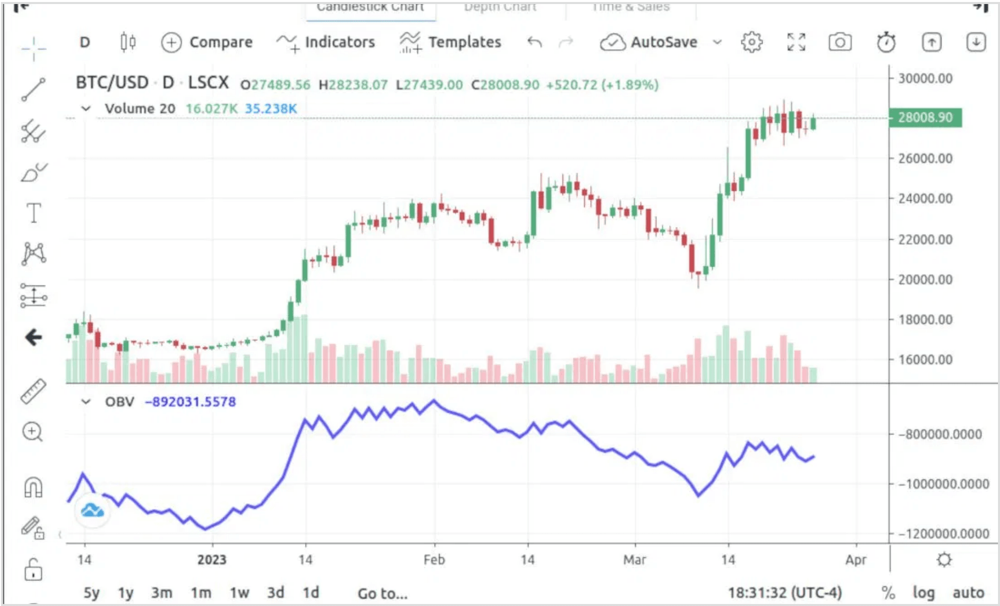 Candlestick Chart Depth Chart Time & Sales
D Compare Indicators Templates AutoSave
BTC/USD · D · LSCX O27489.56 H28238.07 L27439.00 C28008.90 +520.72 (+1.89%)
Volume 20 16.027K 35.238K
30000.00
28008.90
26000.00
24000.00
22000.00
20000.00
18000.00
16000.00
OBV −892031.5578
−800000.0000
−1000000.0000
−1200000.0000
14 2023 14 Feb 14 Mar 14 Apr
5y 1y 3m 1m 1w 3d 1d Go to... 18:31:32 (UTC-4) % log auto